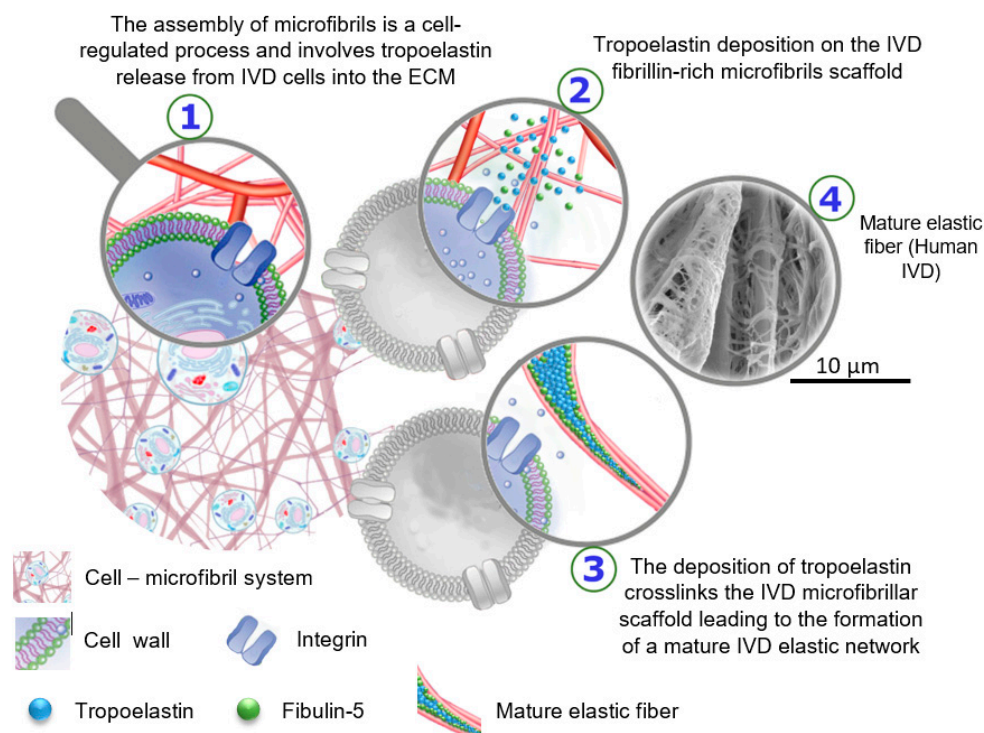 The assembly of microfibrils is a cell-
regulated process and involves tropoelastin
release from IVD cells into the ECM
1
Tropoelastin deposition on the IVD
fibrillin-rich microfibrils scaffold
2
4
Mature elastic
fiber (Human
IVD)
10 μm
3
The deposition of tropoelastin
crosslinks the IVD microfibrillar
scaffold leading to the formation
of a mature IVD elastic network
Cell – microfibril system
Cell wall
Integrin
Tropoelastin
Fibulin-5
Mature elastic fiber